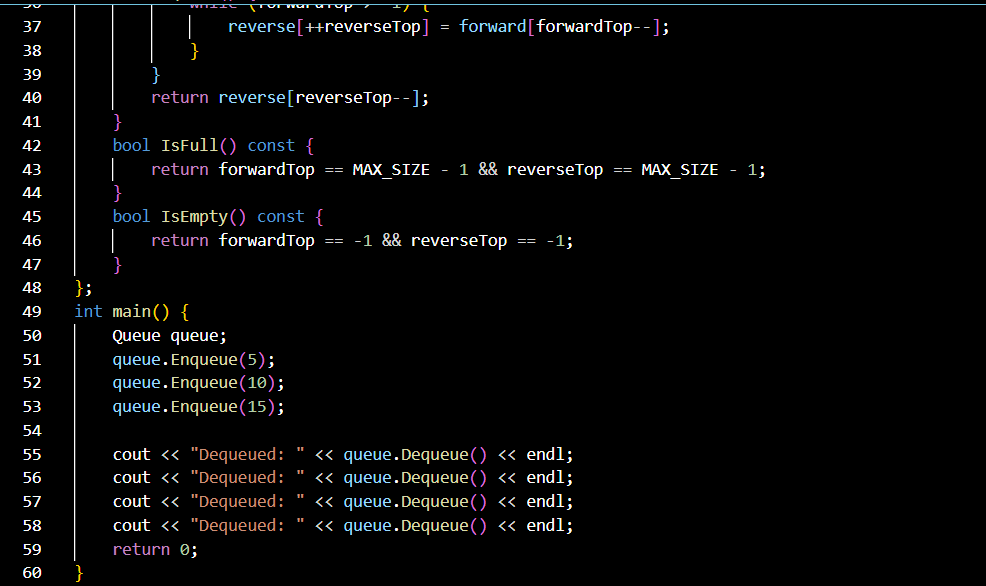 36 while (forwardTop > -1) {
37 reverse[++reverseTop] = forward[forwardTop--];
38 }
39 }
40 return reverse[reverseTop--];
41 }
42 bool IsFull() const {
43 return forwardTop == MAX_SIZE - 1 && reverseTop == MAX_SIZE - 1;
44 }
45 bool IsEmpty() const {
46 return forwardTop == -1 && reverseTop == -1;
47 }
48 };
49 int main() {
50 Queue queue;
51 queue.Enqueue(5);
52 queue.Enqueue(10);
53 queue.Enqueue(15);
54
55 cout << "Dequeued: " << queue.Dequeue() << endl;
56 cout << "Dequeued: " << queue.Dequeue() << endl;
57 cout << "Dequeued: " << queue.Dequeue() << endl;
58 cout << "Dequeued: " << queue.Dequeue() << endl;
59 return 0;
60 }